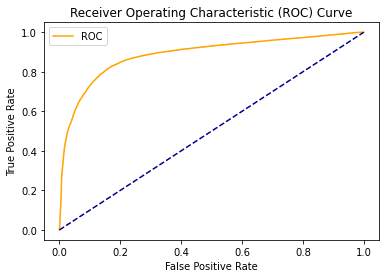 Receiver Operating Characteristic (ROC) Curve
ROC
True Positive Rate
1.0
0.8
0.6
0.4
0.2
0.0
0.0 0.2 0.4 0.6 0.8 1.0
False Positive Rate